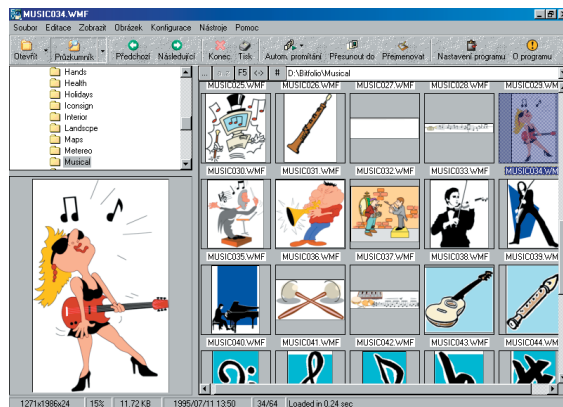 MUSIC034.WMF
Soubor Editace Zobrazit Obrázek Konfigurace Nástroje Pomoc
Otevřít Průzkumník Předchozí Následující Konec Tisk Autom. promítání Přesunout do Přejmenovat Nastavení programu O programu
Hands
Health
Holidays
Iconsign
Interior
Landscpe
Maps
Metereo
Musical
... F5 <·> # D:\Bitfolio\Musical
MUSIC025.WMF MUSIC026.WMF MUSIC027.WMF MUSIC028.WMF MUSIC029.WMF
MUSIC030.WMF MUSIC031.WMF MUSIC032.WMF MUSIC033.WMF MUSIC034.WM
MUSIC035.WMF MUSIC036.WMF MUSIC037.WMF MUSIC038.WMF MUSIC039.WMF
MUSIC040.WMF MUSIC041.WMF MUSIC042.WMF MUSIC043.WMF MUSIC044.WMF
1271x1986x24 15% 11.72 KB 1995/07/11 13:50 34/64 Loaded in 0.24 sec